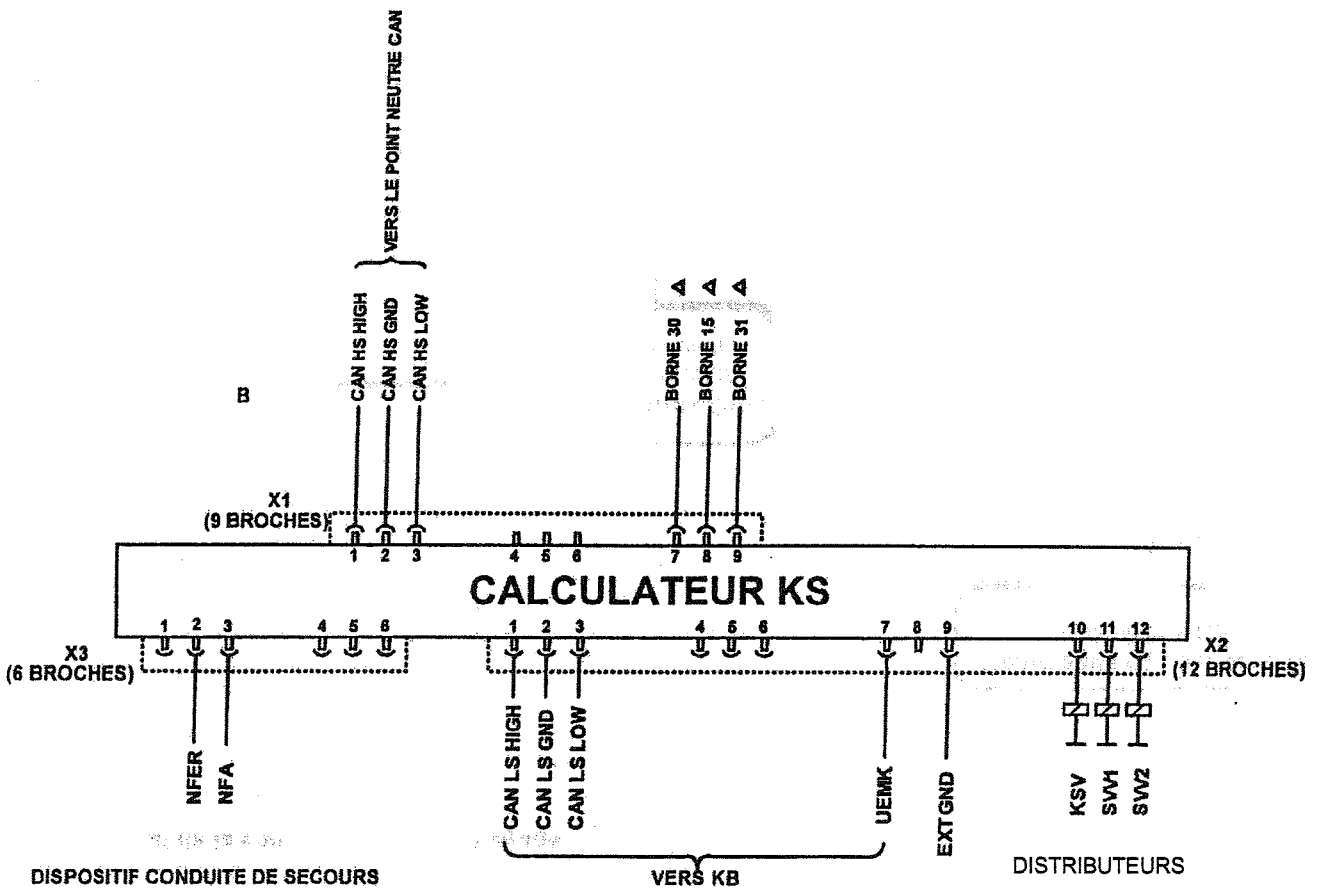 VERS LE POINT NEUTRE CAN
CAN HS HIGH
CAN HS GND
CAN HS LOW
BORNE 30
BORNE 15
BORNE 31
B
X1
(9 BROCHES)
1 2 3 4 5 6 7 8 9
CALCULATEUR KS
1 2 3 4 5 6
1 2 3 4 5 6 7 8 9 10 11 12
X3
(6 BROCHES)
X2
(12 BROCHES)
NFER
NFA
CAN LS HIGH
CAN LS GND
CAN LS LOW
UEMK
EXT GND
KSV
SVV1
SVV2
DISPOSITIF CONDUITE DE SECOURS
VERS KB
DISTRIBUTEURS